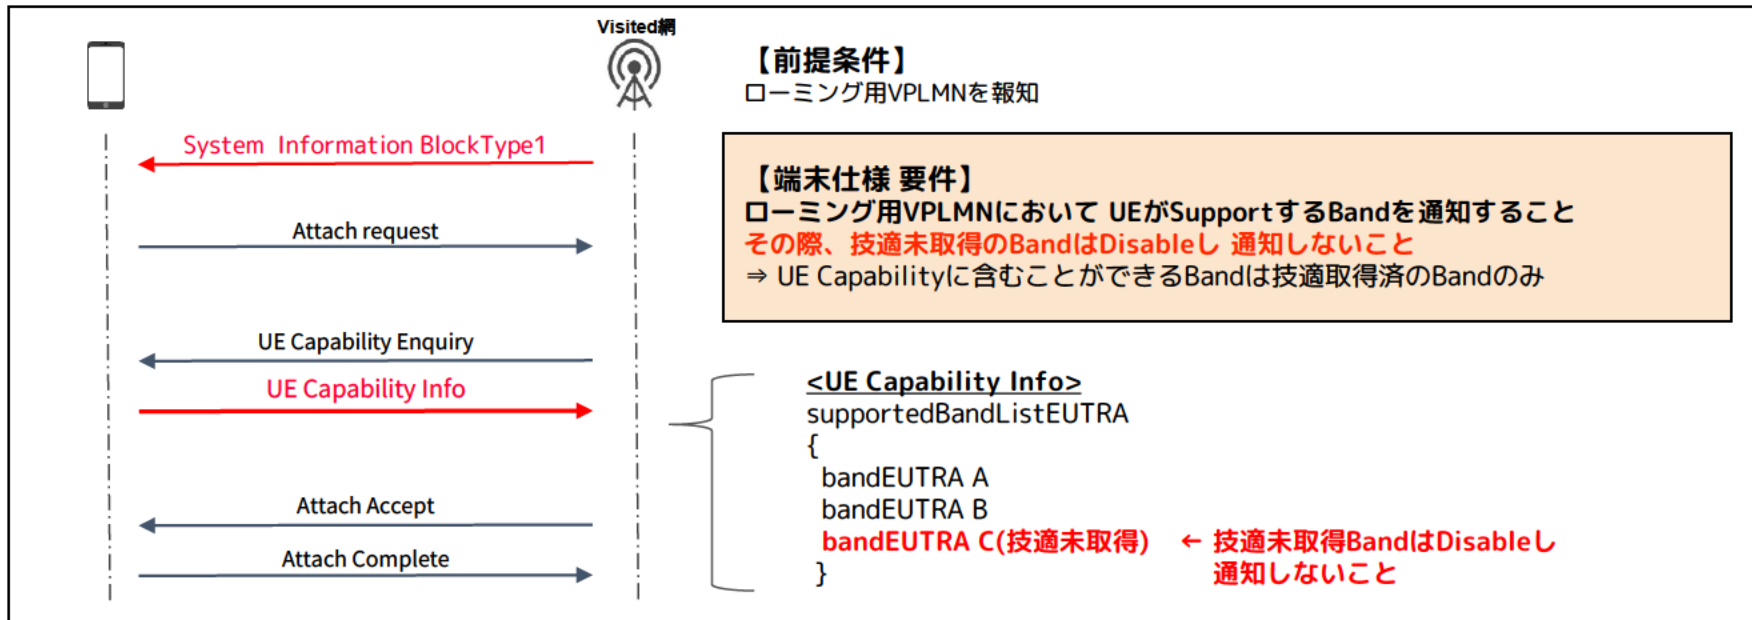 Visited網
【前提条件】
ローミング用VPLMNを報知
System Information BlockType1
Attach request
UE Capability Enquiry
UE Capability Info
Attach Accept
Attach Complete
【端末仕様 要件】
ローミング用VPLMNにおいて UEがSupportするBandを通知すること
その際、技適未取得のBandはDisableし 通知しないこと
⇒ UE Capabilityに含むことができるBandは技適取得済のBandのみ
<UE Capability Info>
supportedBandListEUTRA
{
bandEUTRA A
bandEUTRA B
bandEUTRA C(技適未取得) ← 技適未取得BandはDisableし
通知しないこと
}